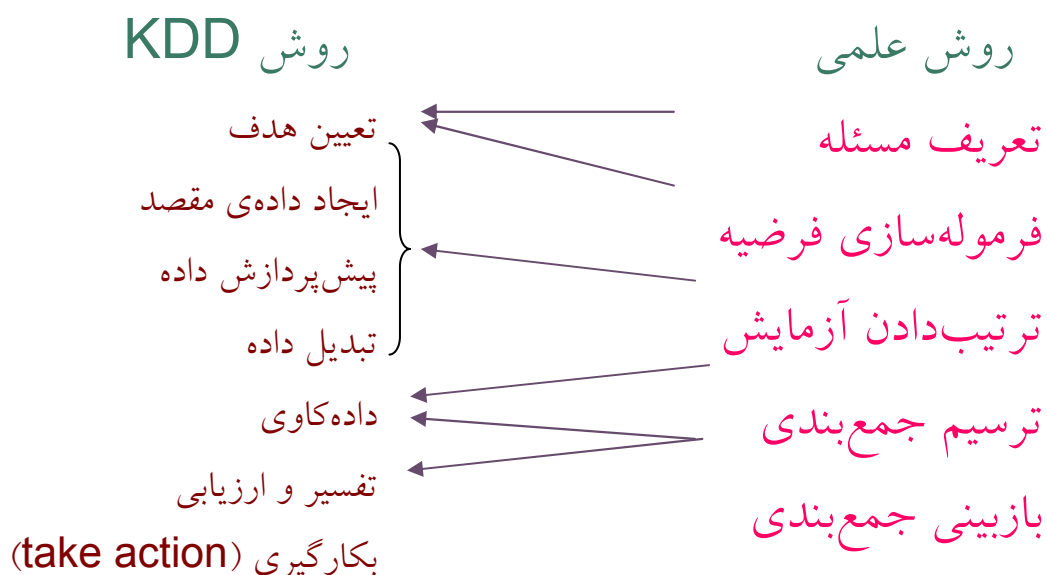 روش علمی
تعریف مسئله
فرموله‌سازی فرضیه
ترتیب‌دادن آزمایش
ترسیم جمع‌بندی
بازبینی جمع‌بندی
روش KDD
تعیین هدف
ایجاد داده‌ی مقصد
پیش‌پردازش داده
تبدیل داده
داده‌کاوی
تفسیر و ارزیابی
بکارگیری (take action)